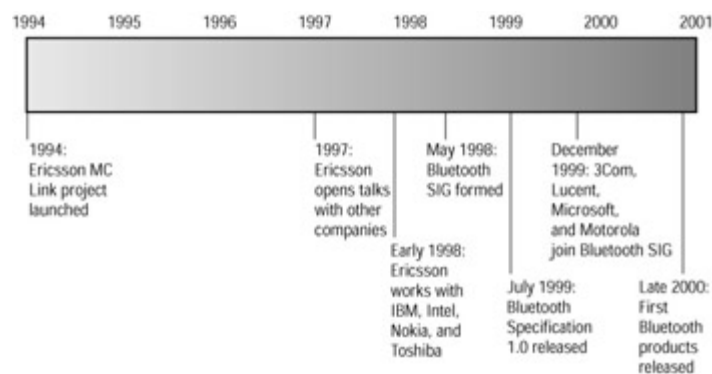 1994 1995 1996 1997 1998 1999 2000 2001
1994:
Ericsson MC
Link project
launched
1997:
Ericsson
opens talks
with other
companies
Early 1998:
Ericsson
works with
IBM, Intel,
Nokia, and
Toshiba
May 1998:
Bluetooth
SIG formed
July 1999:
Bluetooth
Specification
1.0 released
December
1999: 3Com,
Lucent,
Microsoft,
and Motorola
join Bluetooth SIG
Late 2000:
First
Bluetooth
products
released